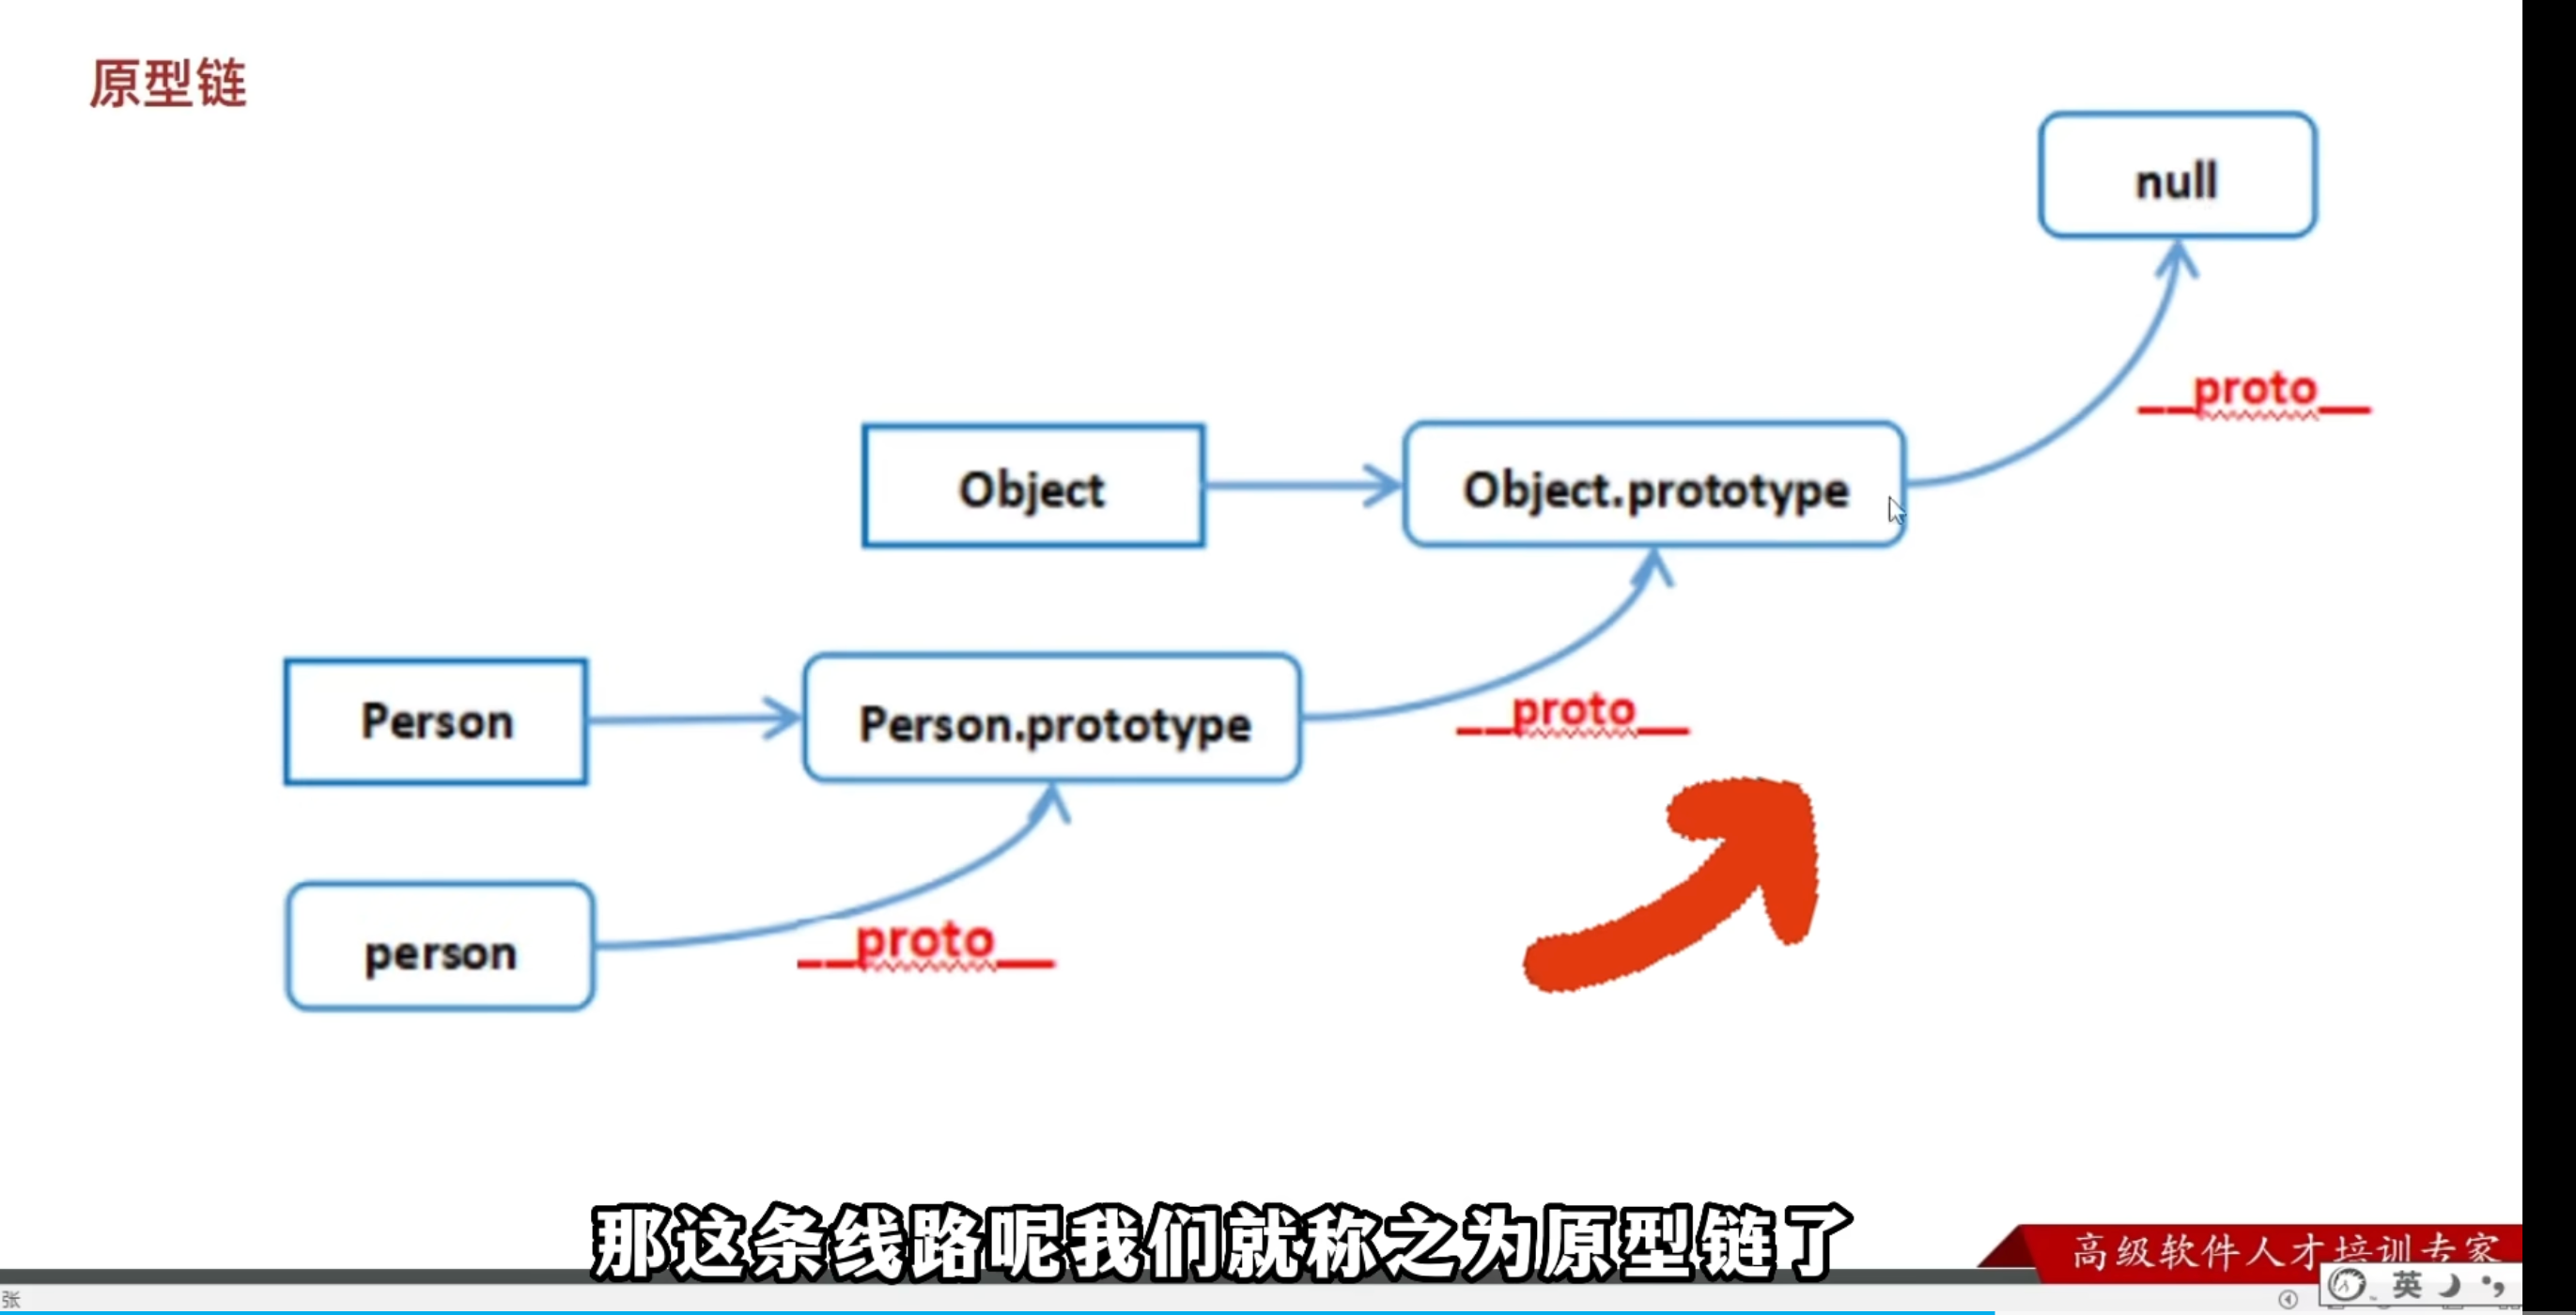 原型链
null
__proto__
Object
Object.prototype
__proto__
Person
Person.prototype
person
__proto__
那这条线路呢我们就称之为原型链了
高级软件人才培训专家
英
张